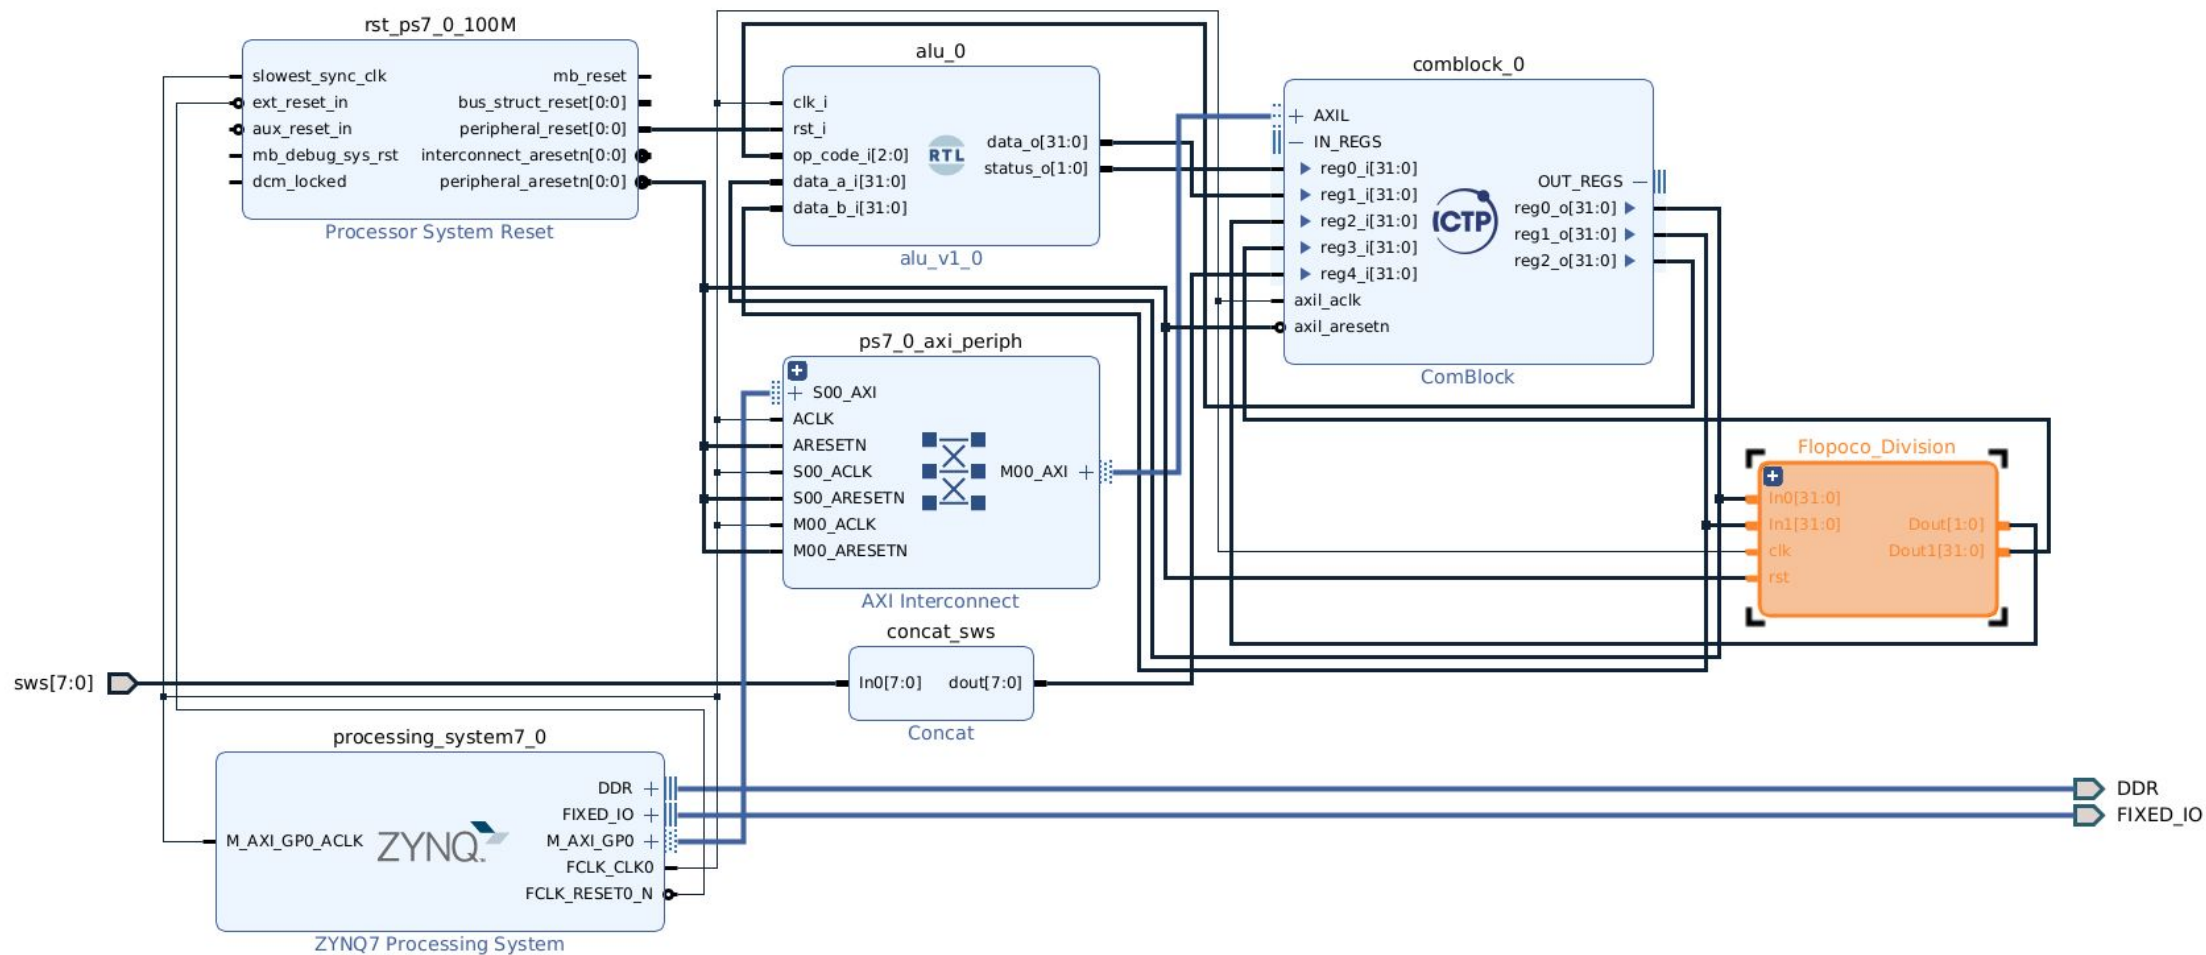 rst_ps7_0_100M
slowest_sync_clk
ext_reset_in
aux_reset_in
mb_debug_sys_rst
dcm_locked
mb_reset
bus_struct_reset[0:0]
peripheral_reset[0:0]
interconnect_aresetn[0:0]
peripheral_aresetn[0:0]
Processor System Reset
alu_0
clk_i
rst_i
op_code_i[2:0]
data_a_i[31:0]
data_b_i[31:0]
RTL
data_o[31:0]
status_o[1:0]
alu_v1_0
comblock_0
AXIL
IN_REGS
reg0_i[31:0]
reg1_i[31:0]
reg2_i[31:0]
reg3_i[31:0]
reg4_i[31:0]
axil_aclk
axil_aresetn
ICTP
OUT_REGS
reg0_o[31:0]
reg1_o[31:0]
reg2_o[31:0]
ComBlock
ps7_0_axi_periph
S00_AXI
ACLK
ARESETN
S00_ACLK
S00_ARESETN
M00_ACLK
M00_ARESETN
M00_AXI
AXI Interconnect
Flopoco_Division
In0[31:0]
In1[31:0]
clk
rst
Dout[1:0]
Dout1[31:0]
concat_sws
In0[7:0]
dout[7:0]
Concat
sws[7:0]
processing_system7_0
M_AXI_GP0_ACLK
ZYNQ
DDR
FIXED_IO
M_AXI_GP0
FCLK_CLK0
FCLK_RESET0_N
ZYNQ7 Processing System
DDR
FIXED_IO